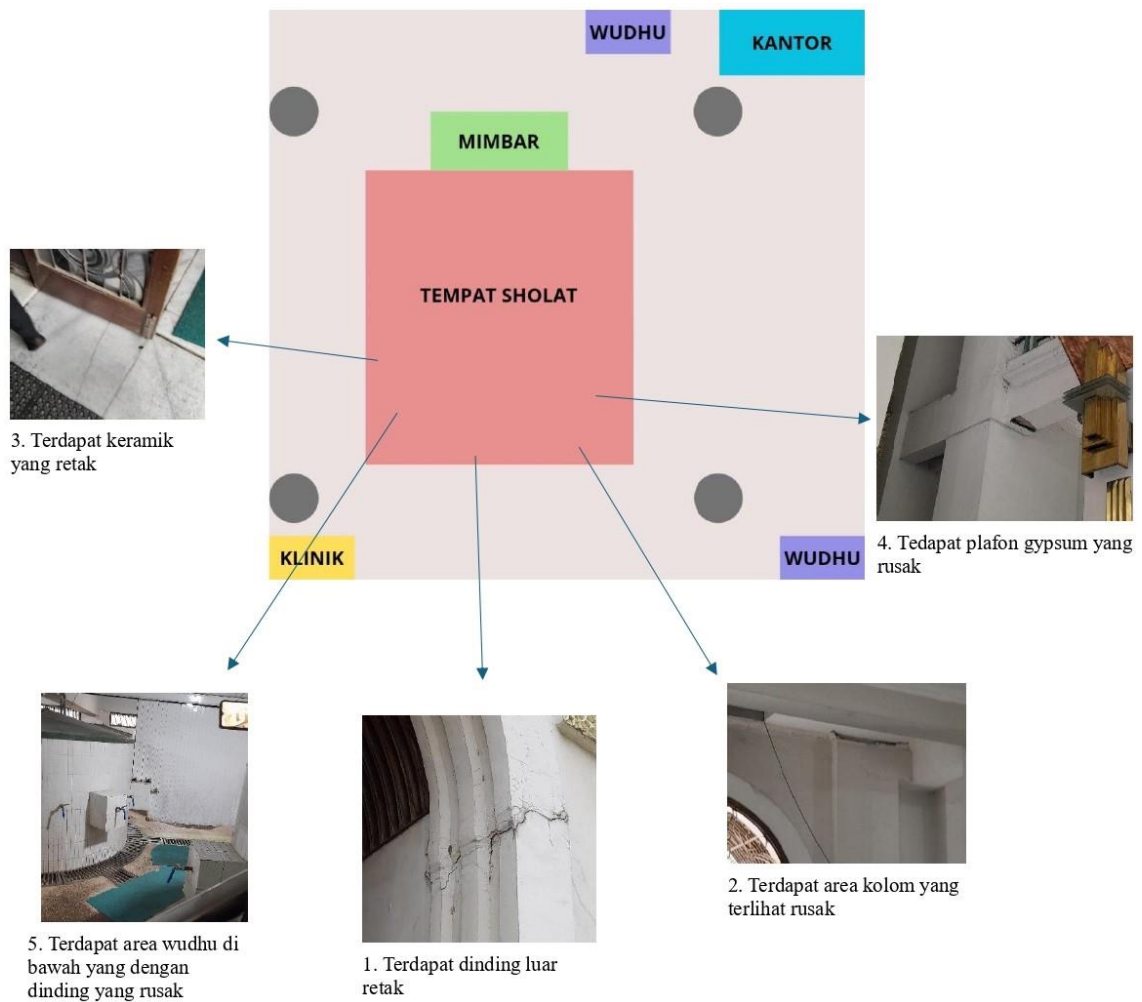 WUDHU
KANTOR
MIMBAR
TEMPAT SHOLAT
3. Terdapat keramik
yang retak
4. Tedapat plafon gypsum yang
rusak
KLINIK
WUDHU
2. Terdapat area kolom yang
terlihat rusak
5. Terdapat area wudhu di
bawah yang dengan
dinding yang rusak
1. Terdapat dinding luar
retak